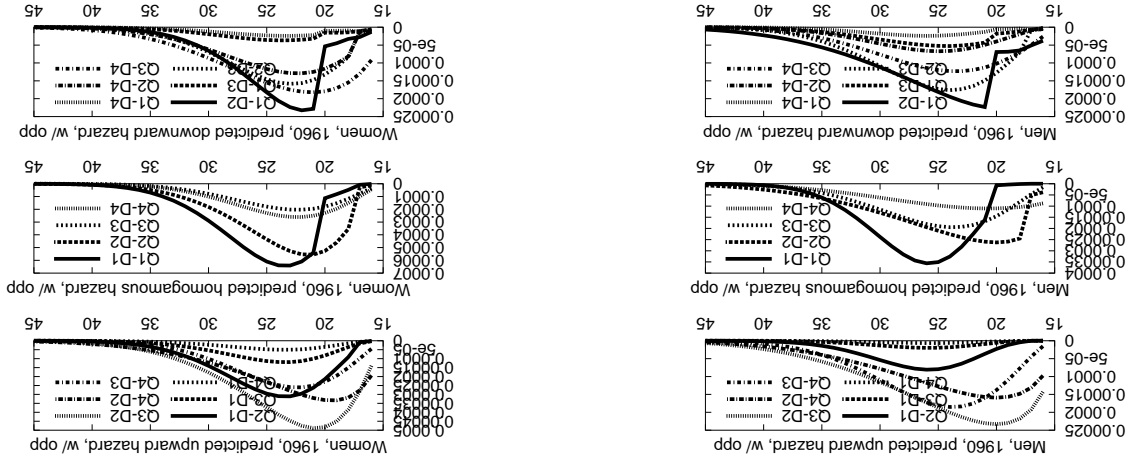 Men, 1960, predicted upward hazard, w/ opp
0.00025
0.0002
0.00015
0.0001
5e-05
0
15 20 25 30 35 40 45
Q2-D1 Q3-D2
Q3-D1 Q4-D2
Q4-D1 Q4-D3
Women, 1960, predicted upward hazard, w/ opp
0.0005
0.00045
0.0004
0.00035
0.0003
0.00025
0.0002
0.00015
0.0001
5e-05
0
15 20 25 30 35 40 45
Q2-D1 Q3-D2
Q3-D1 Q4-D2
Q4-D1 Q4-D3
Men, 1960, predicted homogamous hazard, w/ opp
0.0004
0.00035
0.0003
0.00025
0.0002
0.00015
0.0001
5e-05
0
15 20 25 30 35 40 45
Q1-D1
Q2-D2
Q3-D3
Q4-D4
Women, 1960, predicted homogamous hazard, w/ opp
0.0007
0.0006
0.0005
0.0004
0.0003
0.0002
0.0001
0
15 20 25 30 35 40 45
Q1-D1
Q2-D2
Q3-D3
Q4-D4
Men, 1960, predicted downward hazard, w/ opp
0.00025
0.0002
0.00015
0.0001
5e-05
0
15 20 25 30 35 40 45
Q1-D2 Q1-D4
Q1-D3 Q2-D4
Q2-D3 Q3-D4
Women, 1960, predicted downward hazard, w/ opp
0.00025
0.0002
0.00015
0.0001
5e-05
0
15 20 25 30 35 40 45
Q1-D2 Q1-D4
Q1-D3 Q2-D4
Q2-D3 Q3-D4